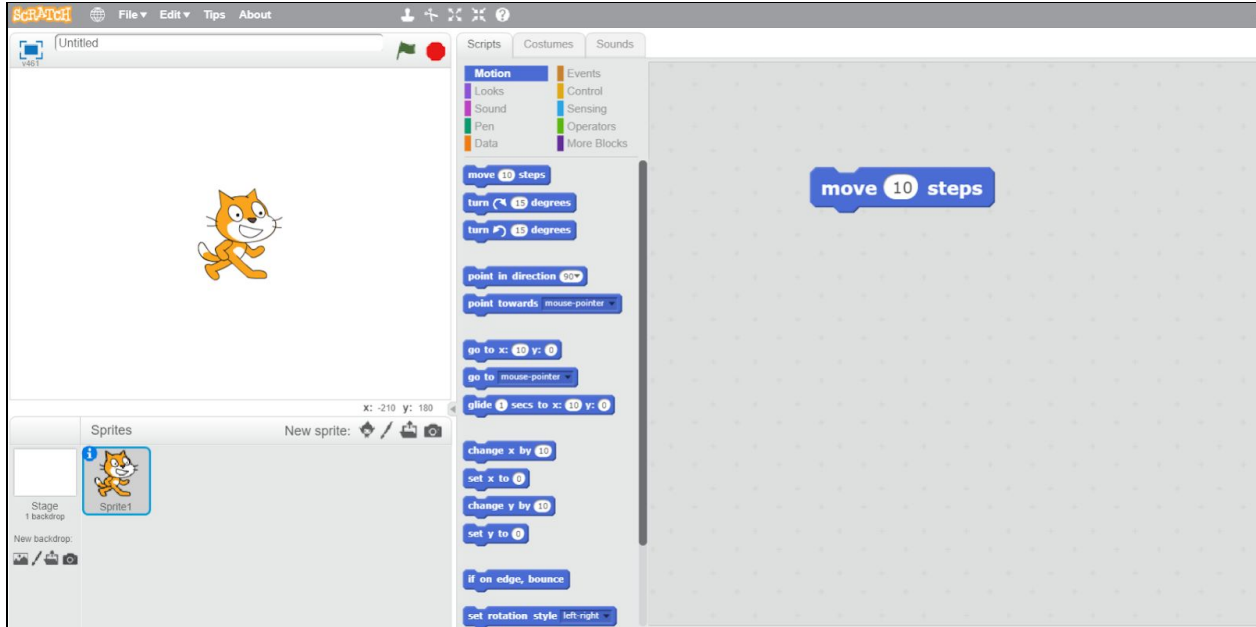 SCRATCH File Edit Tips About
Untitled
v461
x: -210 y: 180
Sprites New sprite:
Stage
1 backdrop
New backdrop:
Sprite1
Scripts Costumes Sounds
Motion Events
Looks Control
Sound Sensing
Pen Operators
Data More Blocks
move 10 steps
turn 15 degrees
turn 15 degrees
point in direction 90
point towards mouse-pointer
go to x: 10 y: 0
go to mouse-pointer
glide 1 secs to x: 10 y: 0
change x by 10
set x to 0
change y by 10
set y to 0
if on edge, bounce
set rotation style left-right
move 10 steps